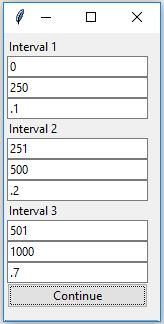 Interval 1
0
250
.1
Interval 2
251
500
.2
Interval 3
501
1000
.7
Continue